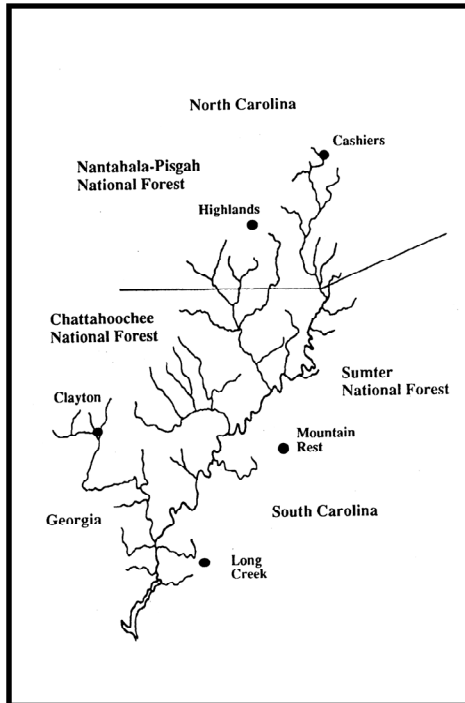 North Carolina
Cashiers
Nantahala-Pisgah
National Forest
Highlands
Chattahoochee
National Forest
Sumter
National Forest
Clayton
Mountain
Rest
South Carolina
Georgia
Long
Creek